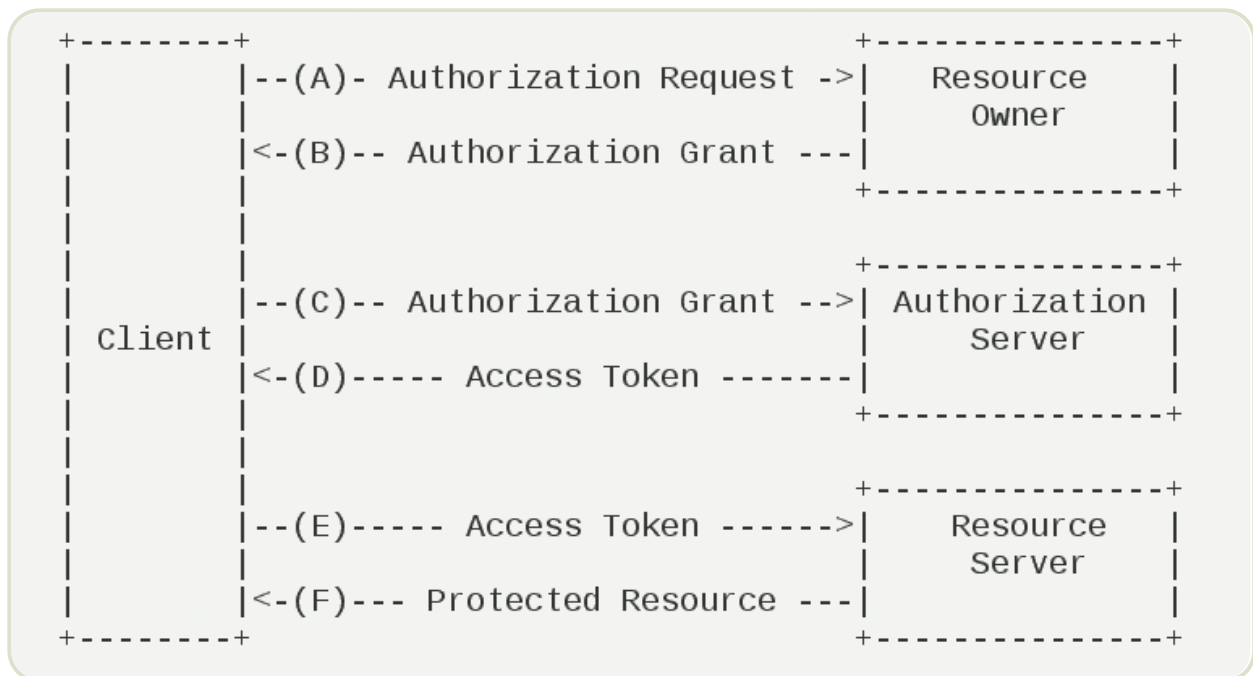 +--------+                               +---------------+
|        |--(A)- Authorization Request ->|   Resource    |
|        |                               |     Owner     |
|        |<-(B)-- Authorization Grant ---|               |
|        |                               +---------------+
|        |
|        |                               +---------------+
|        |--(C)-- Authorization Grant -->| Authorization |
| Client |                               |     Server    |
|        |<-(D)----- Access Token -------|               |
|        |                               +---------------+
|        |
|        |                               +---------------+
|        |--(E)----- Access Token ------>|    Resource   |
|        |                               |     Server    |
|        |<-(F)--- Protected Resource ---|               |
+--------+                               +---------------+